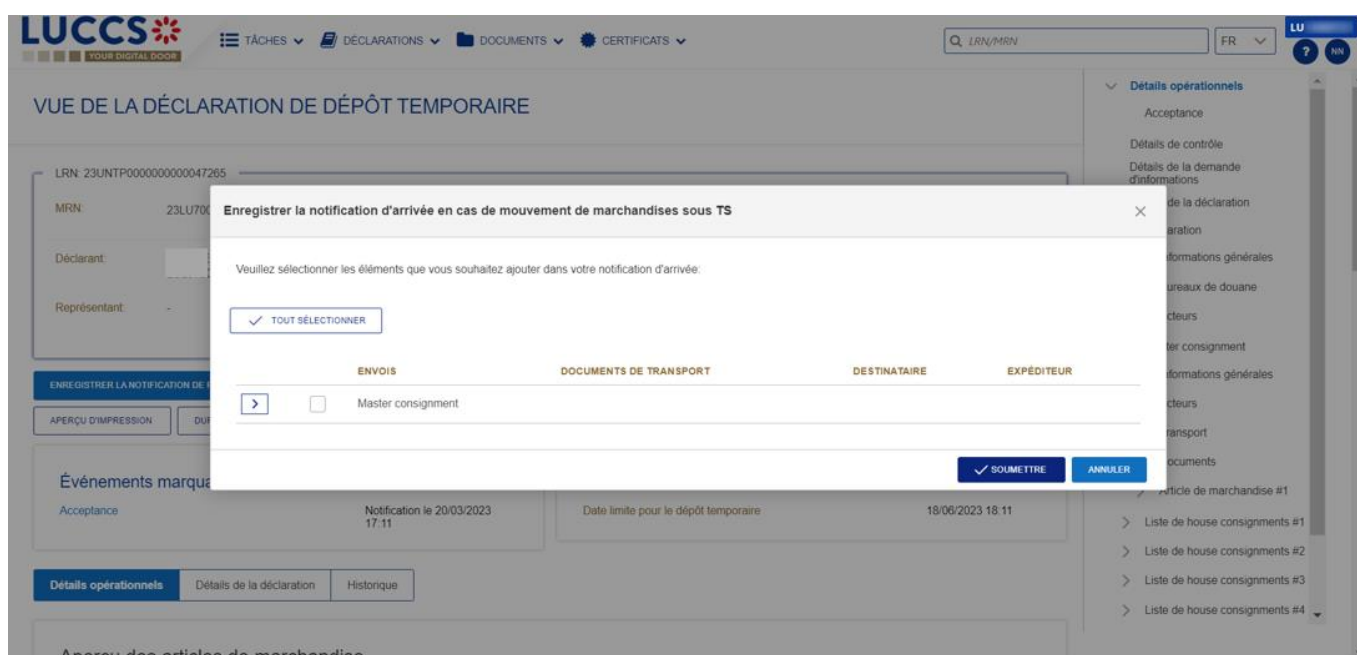 LUCCS
YOUR DIGITAL DOOR
TÂCHES
DÉCLARATIONS
DOCUMENTS
CERTIFICATS
LRN/MRN
FR
LU
?
NN
VUE DE LA DÉCLARATION DE DÉPÔT TEMPORAIRE
LRN: 23UNTP0000000000047265
MRN: 23LU700
Déclarant:
Représentant: -
ENREGISTRER LA NOTIFICATION DE
APERÇU D'IMPRESSION
Enregistrer la notification d'arrivée en cas de mouvement de marchandises sous TS
Veuillez sélectionner les éléments que vous souhaitez ajouter dans votre notification d'arrivée:
TOUT SÉLECTIONNER
ENVOIS DOCUMENTS DE TRANSPORT DESTINATAIRE EXPÉDITEUR
Master consignment
SOUMETTRE
ANNULER
Événements marqua
Acceptance
Notification le 20/03/2023
17:11
Date limite pour le dépôt temporaire
18/06/2023 18:11
Détails opérationnels
Détails de la déclaration
Historique
Détails opérationnels
Acceptance
Détails de contrôle
Détails de la demande
d'informations
de la déclaration
aration
formations générales
ureaux de douane
cteurs
ter consignment
formations générales
cteurs
ransport
ocuments
Article de marchandise #1
Liste de house consignments #1
Liste de house consignments #2
Liste de house consignments #3
Liste de house consignments #4